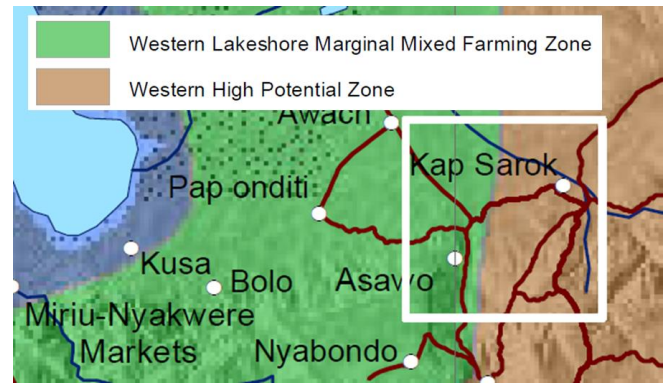 Western Lakeshore Marginal Mixed Farming Zone
Western High Potential Zone
Awach
Kap Sarok
Pap onditi
Kusa
Bolo
Asawo
Miriu-Nyakwere
Markets
Nyabondo